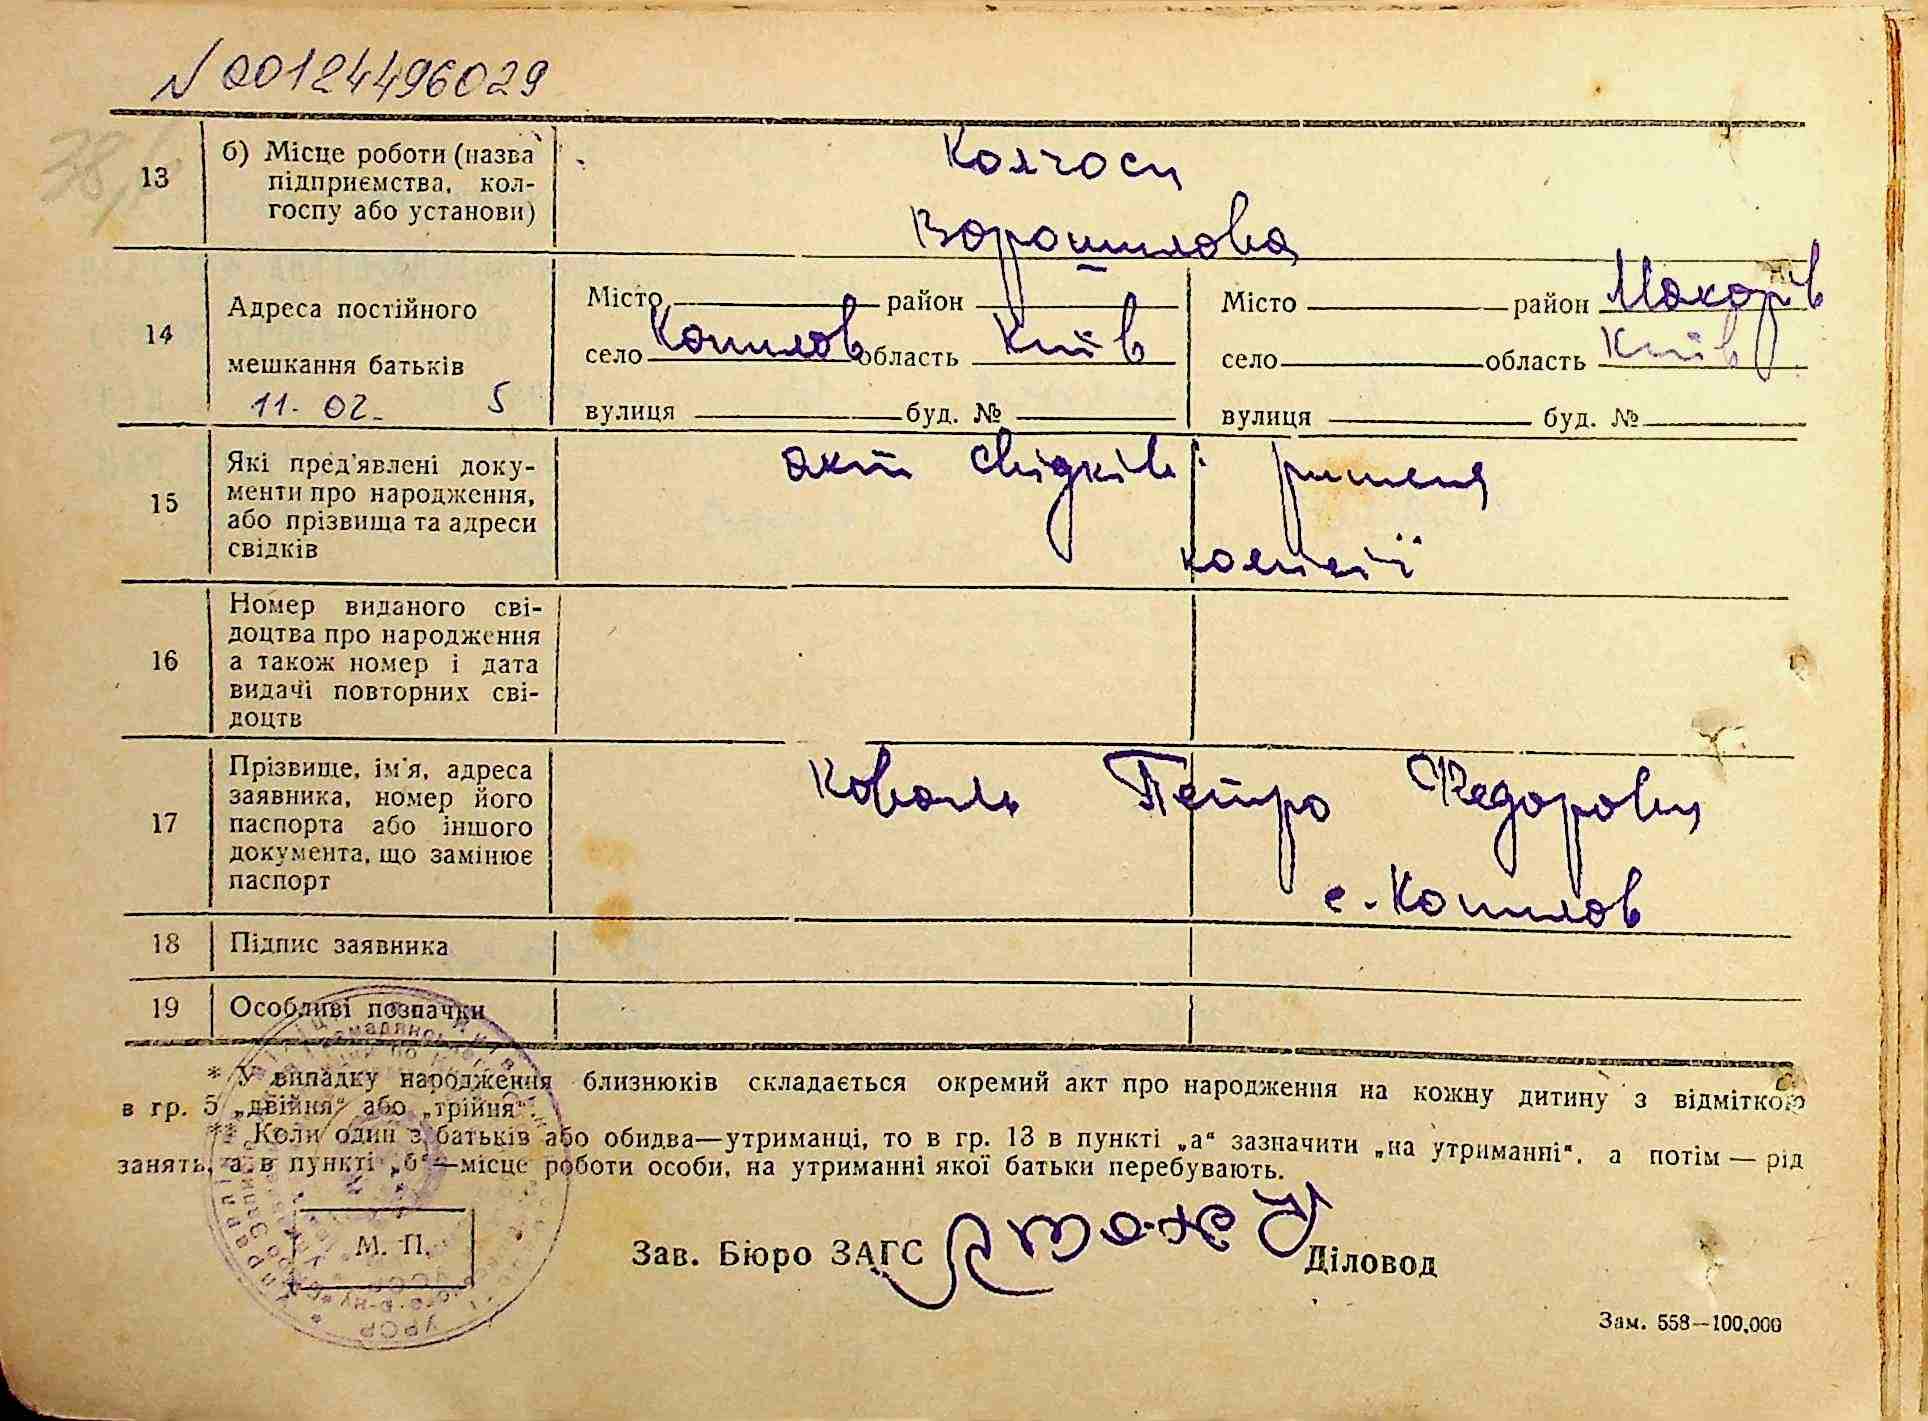 N 00124496029
13 б) Місце роботи (назва підприємства, колгоспу або установи) Колгосп
Ворошилова
14 Адреса постійного мешкання батьків
Місто район Місто район Макарів
село Копилов область Київ село область Київ
вулиця буд. № вулиця буд. №
11. 02. 5
15 Які пред'явлені документи про народження, або прізвища та адреси свідків акт свідків рішеня
комісії
16 Номер виданого свідоцтва про народження а також номер і дата видачі повторних свідоцтв
17 Прізвище, ім'я, адреса заявника, номер його паспорта або іншого документа, що замінює паспорт Коваль Петро Федорович
с. Копилов
18 Підпис заявника
19 Особливі позначки
* У випадку народження близнюків складається окремий акт про народження на кожну дитину з відміткою
в гр. 5 „двійня“ або „трійня“.
** Коли один з батьків або обидва—утриманці, то в гр. 13 в пункті „а“ зазначити „на утриманні“, а потім — рід
занять, а в пункті „б“—місце роботи особи, на утриманні якої батьки перебувають.
М. П.
Зав. Бюро ЗАГС Діловод
Зам. 558—100,000